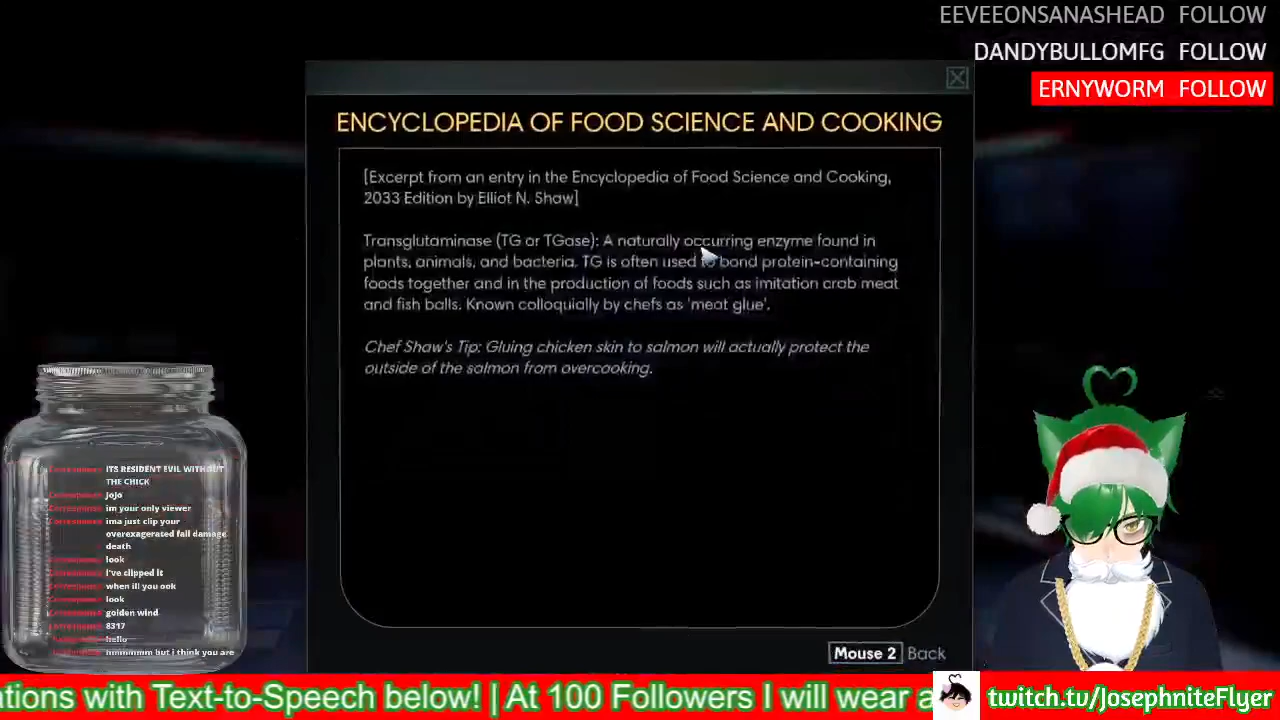 EEVEEONSANASHEAD FOLLOW
DANDYBULLOMFG FOLLOW
ERNYWORM FOLLOW
ENCYCLOPEDIA OF FOOD SCIENCE AND COOKING
[Excerpt from an entry in the Encyclopedia of Food Science and Cooking,
2033 Edition by Elliot N. Shaw]
Transglutaminase (TG or TGase): A naturally occurring enzyme found in
plants, animals, and bacteria. TG is often used to bond protein-containing
foods together and in the production of foods such as imitation crab meat
and fish balls. Known colloquially by chefs as 'meat glue'.
Chef Shaw's Tip: Gluing chicken skin to salmon will actually protect the
outside of the salmon from overcooking.
Mouse 2 Back
ITS RESIDENT EVIL WITHOUT
THE CHICK
JoJo
im your only viewer
ima just clip your
overexagerated fall damage
death
look
I've clipped it
when ill you ook
look
golden wind
8317
hello
hmmmmm but i think you are
ations with Text-to-Speech below! | At 100 Followers I will wear a
twitch.tv/JosephniteFlyer